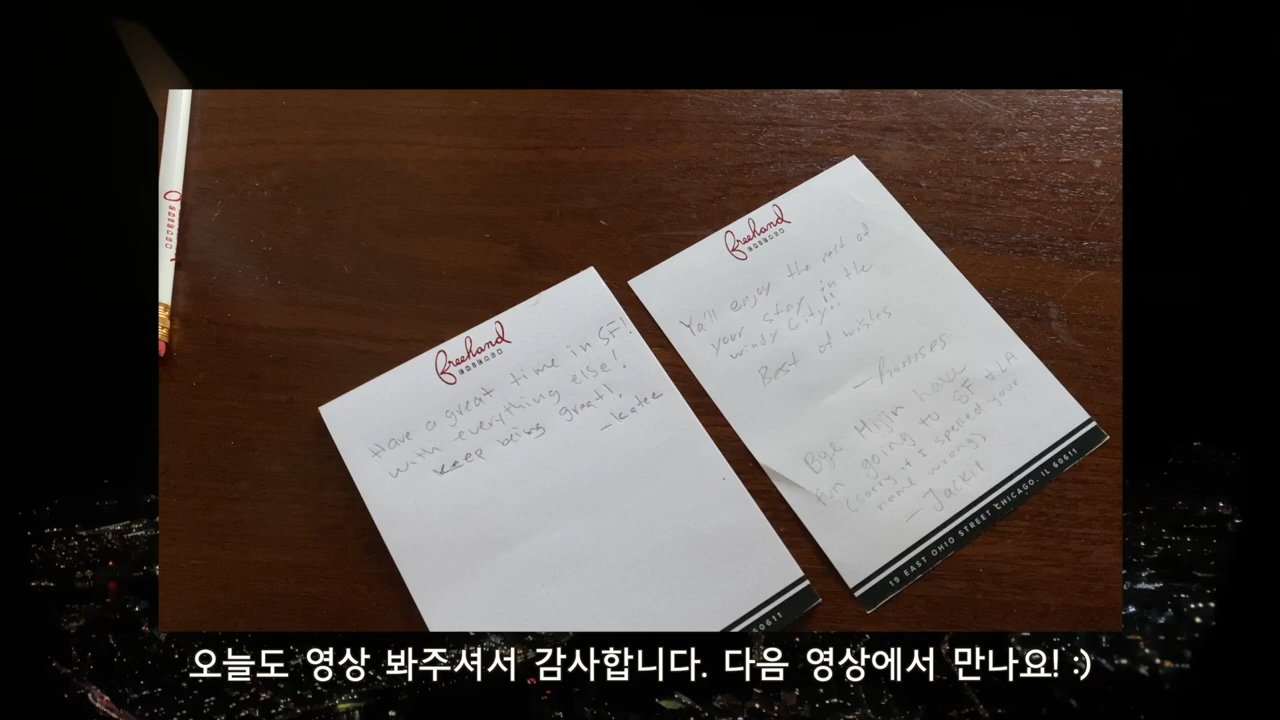 freehand
CHICAGO
Have a great time in SF!
with everything else!
keep being great!
- Katee
60611
freehand
CHICAGO
Ya'll enjoy the rest of
your stay in the
windy City!!
Best of wishes
- Ramses
Bye Hijin have
fun going to SF + LA
(sorry if I spelled your
name wrong)
- Jackie
19 EAST OHIO STREET CHICAGO, IL 60611
오늘도 영상 봐주셔서 감사합니다. 다음 영상에서 만나요! :)